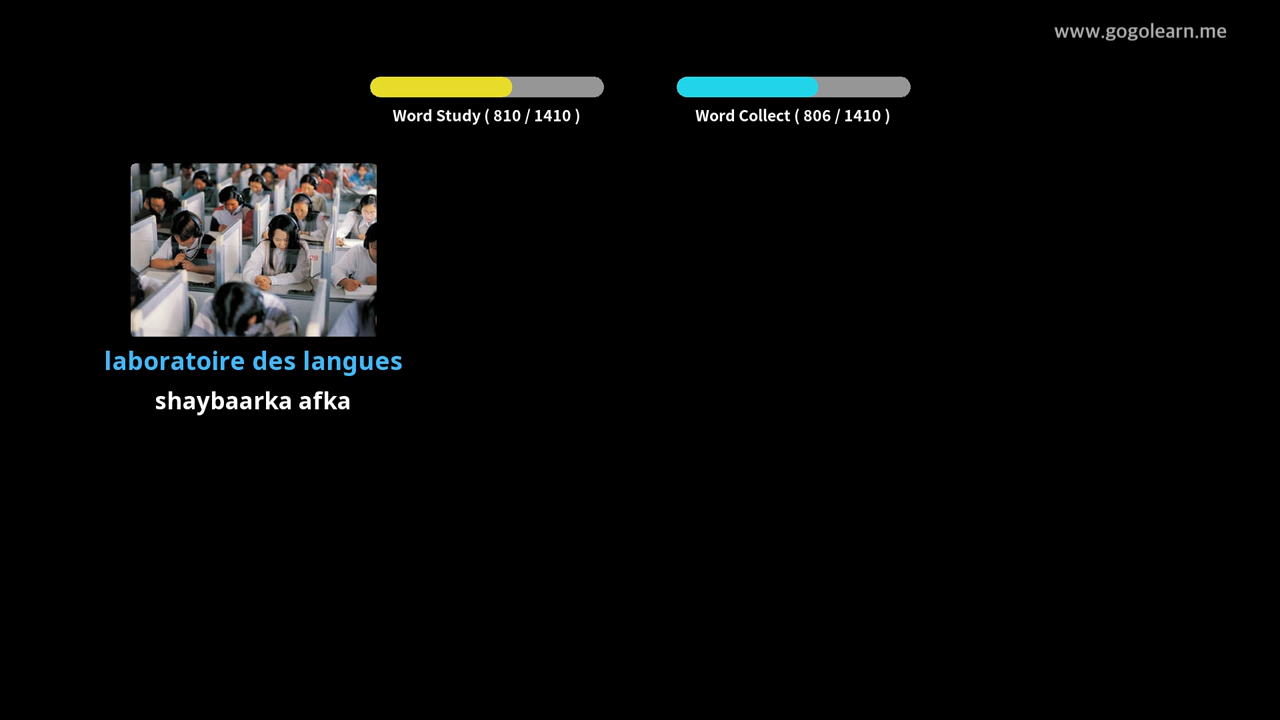 www.gogolearn.me
Word Study ( 810 / 1410 )
Word Collect ( 806 / 1410 )
laboratoire des langues
shaybaarka afka